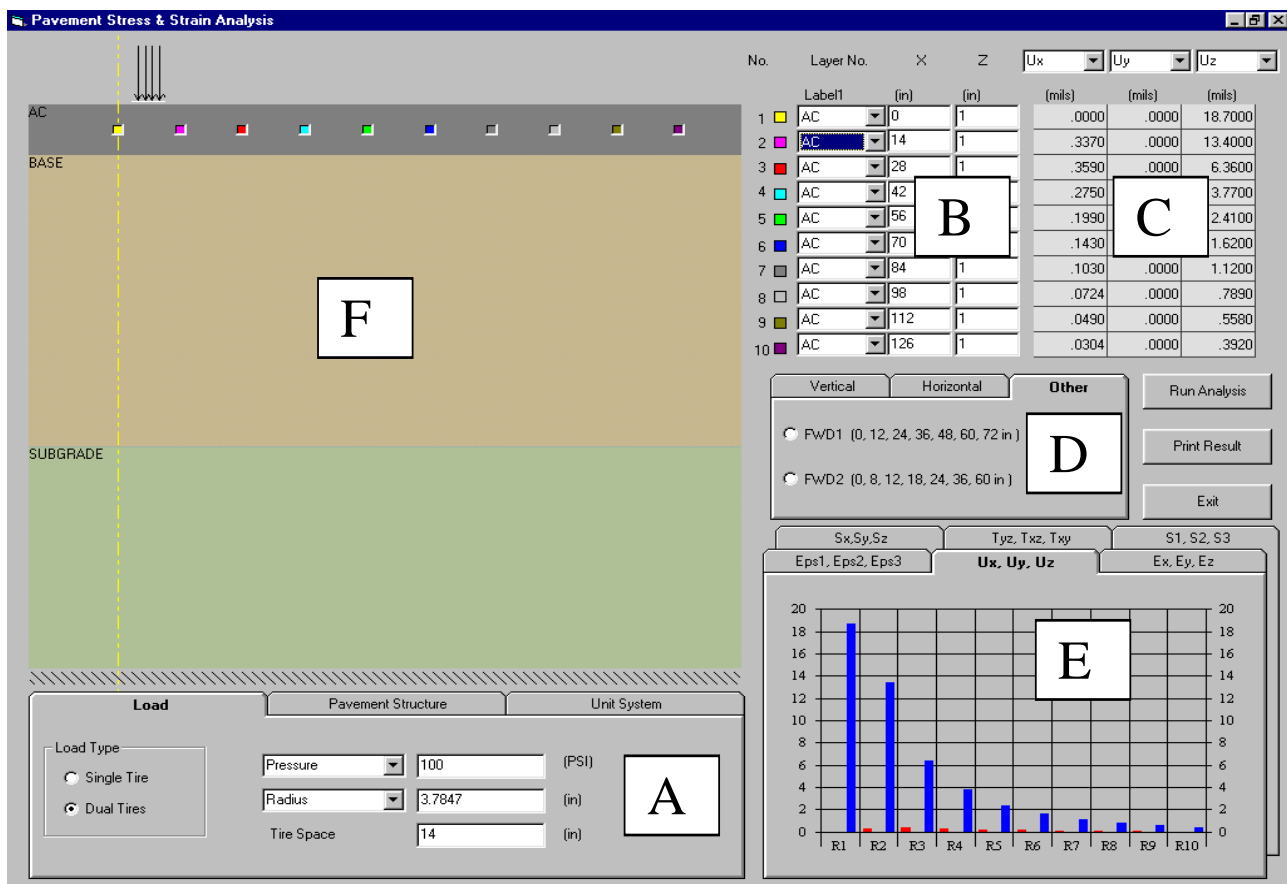 Pavement Stress & Strain Analysis
No. Layer No. X Z Ux Uy Uz
Label1 (in) (in) (mils) (mils) (mils)
1 AC 0 1 .0000 .0000 18.7000
2 AC 14 1 .3370 .0000 13.4000
3 AC 28 1 .3590 .0000 6.3600
4 AC 42 .2750 3.7700
5 AC 56 .1990 2.4100
6 AC 70 .1430 1.6200
7 AC 84 1 .1030 .0000 1.1200
8 AC 98 1 .0724 .0000 .7890
9 AC 112 1 .0490 .0000 .5580
10 AC 126 1 .0304 .0000 .3920
B
C
AC
BASE
F
SUBGRADE
Vertical Horizontal Other
FWD1 (0, 12, 24, 36, 48, 60, 72 in )
FWD2 (0, 8, 12, 18, 24, 36, 60 in )
D
Run Analysis
Print Result
Exit
Sx,Sy,Sz Tyz, Txz, Txy S1, S2, S3
Eps1, Eps2, Eps3 Ux, Uy, Uz Ex, Ey, Ez
20 20
18 18
16 16
14 14
12 12
10 10
8 8
6 6
4 4
2 2
0 0
R1 R2 R3 R4 R5 R6 R7 R8 R9 R10
E
Load Pavement Structure Unit System
Load Type
Single Tire
Dual Tires
Pressure 100 (PSI)
Radius 3.7847 (in)
Tire Space 14 (in)
A